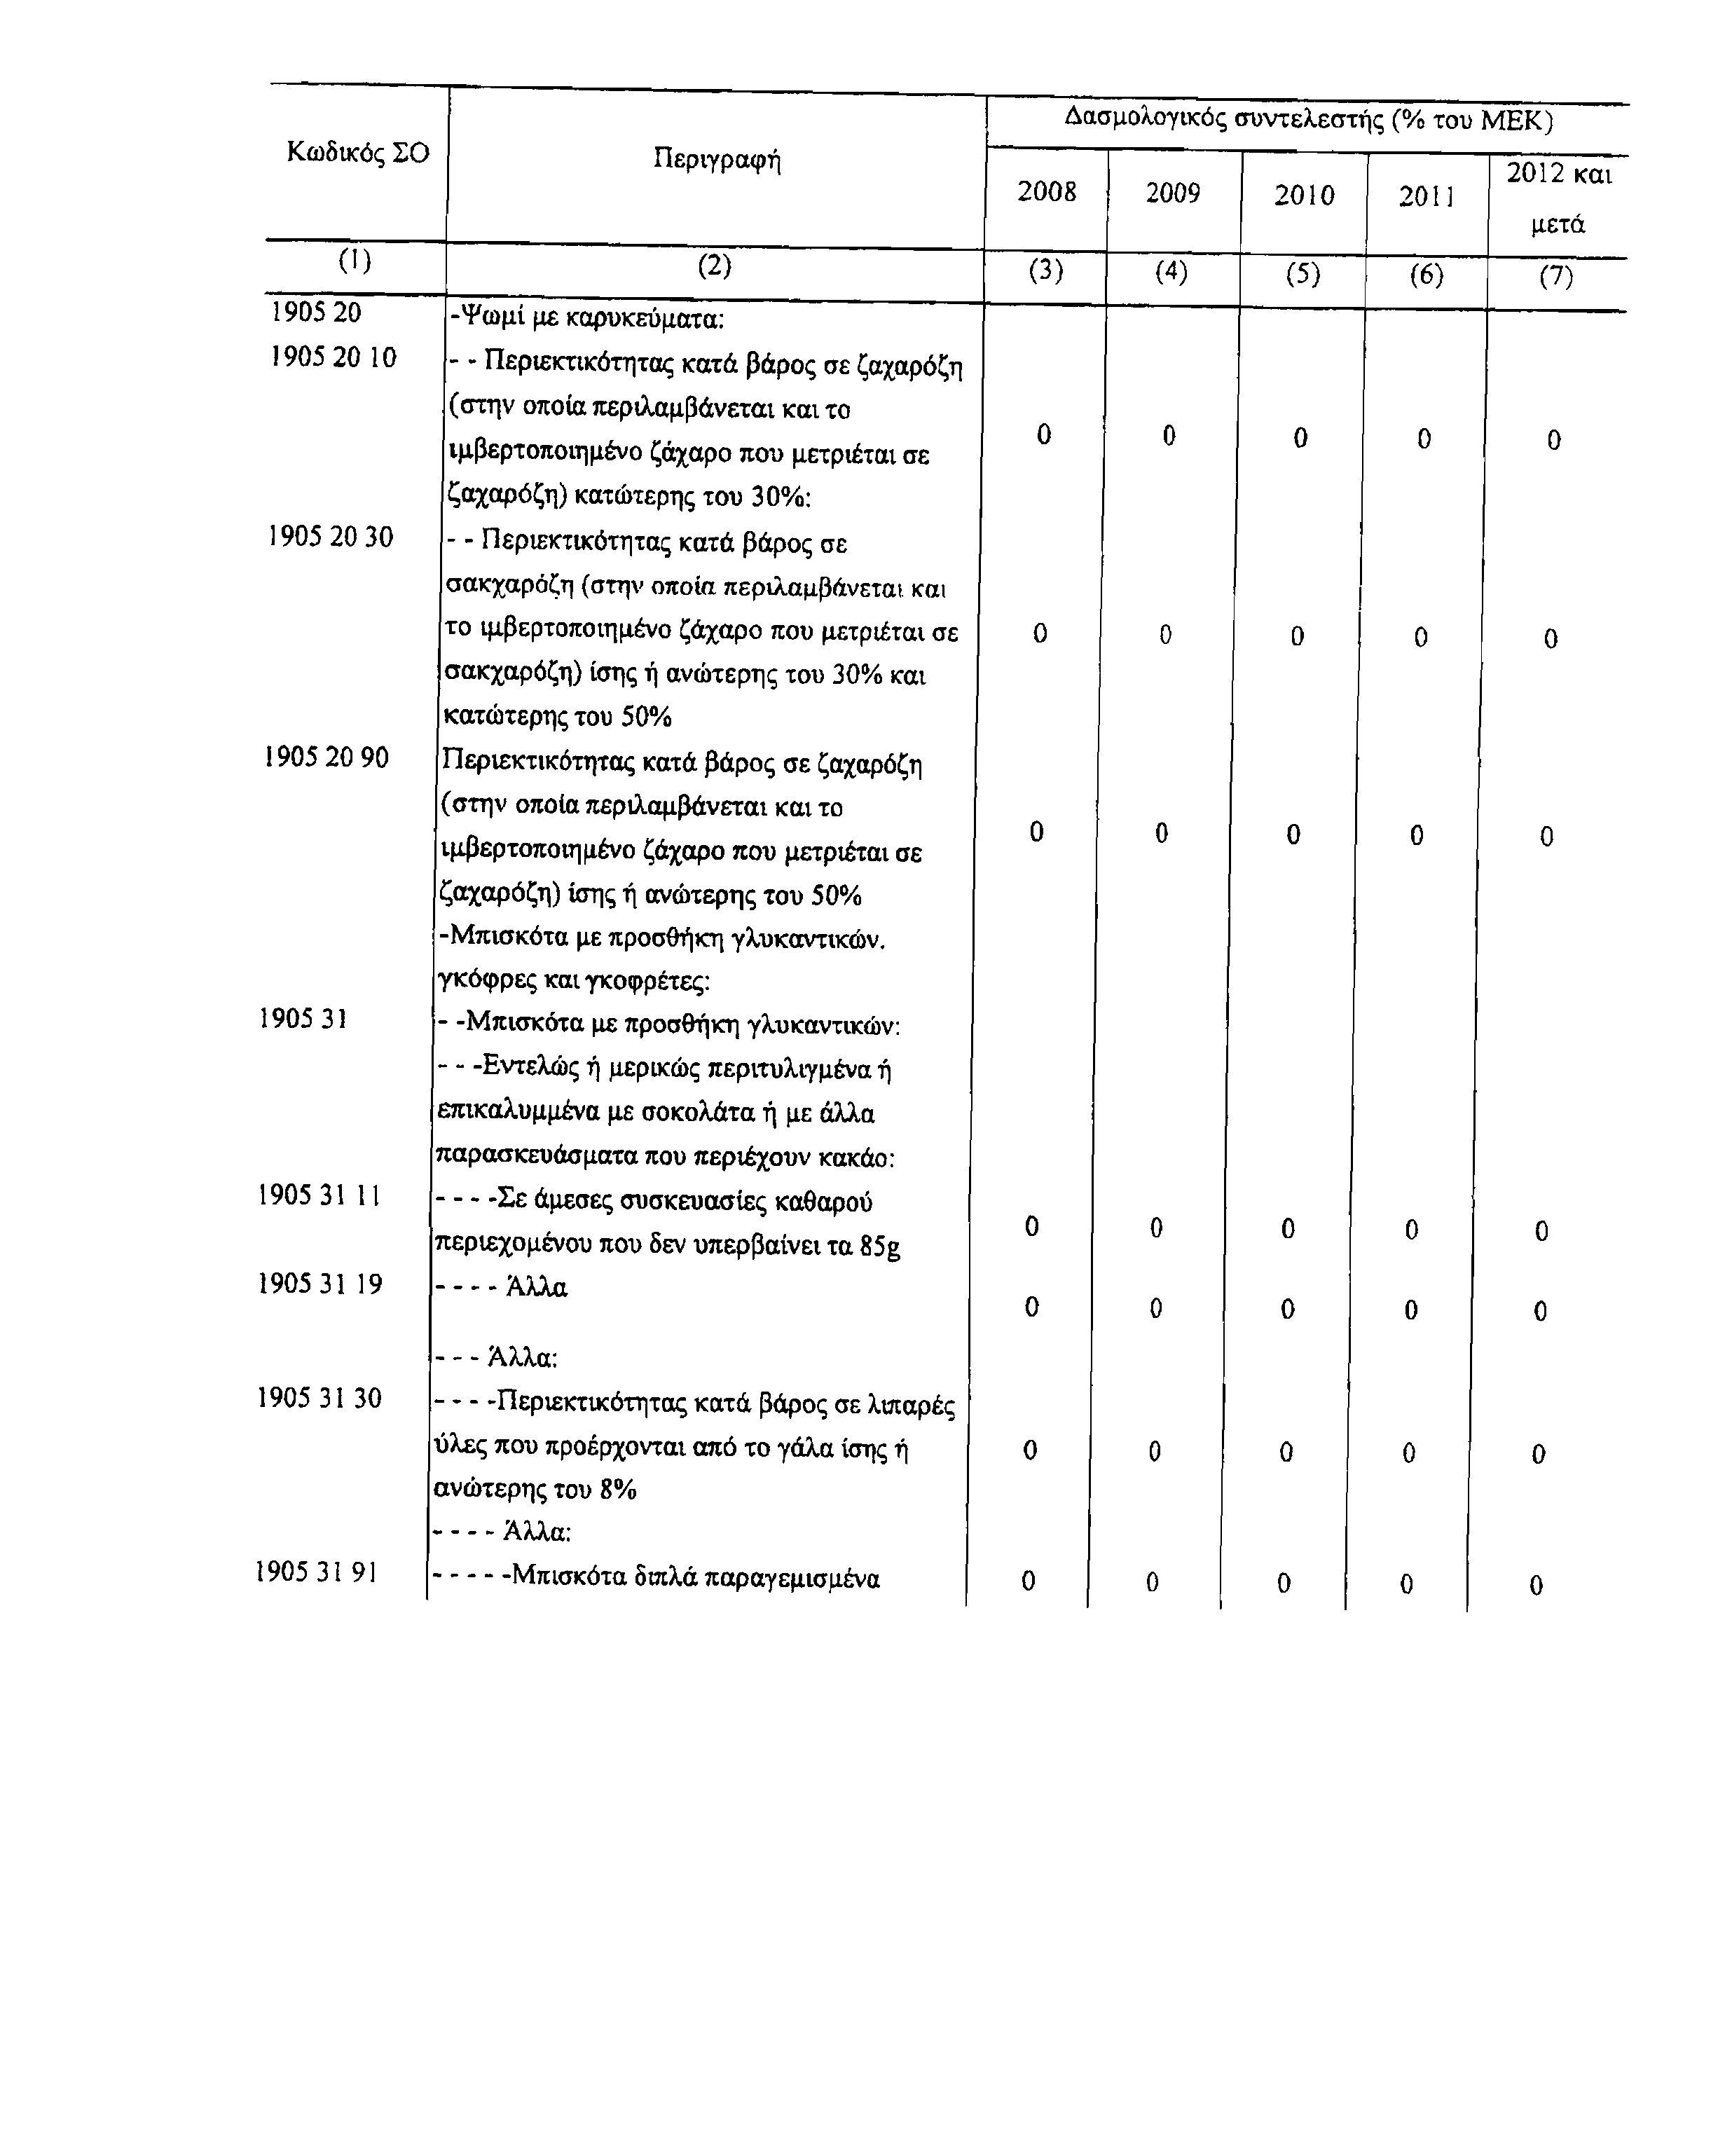 Κωδικός ΣΟ Περιγραφή Δασμολογικός συντελεστής (% του ΜΕΚ)
2008 2009 2010 2011 2012 και μετά
(1) (2) (3) (4) (5) (6) (7)
1905 20 -Ψωμί με καρυκεύματα:
1905 20 10 - - Περιεκτικότητας κατά βάρος σε ζαχαρόζη
(στην οποία περιλαμβάνεται και το
ιμβερτοποιημένο ζάχαρο που μετριέται σε 0 0 0 0 0
ζαχαρόζη) κατώτερης του 30%:
1905 20 30 - - Περιεκτικότητας κατά βάρος σε
σακχαρόζη (στην οποία περιλαμβάνεται και
το ιμβερτοποιημένο ζάχαρο που μετριέται σε 0 0 0 0 0
σακχαρόζη) ίσης ή ανώτερης του 30% και
κατώτερης του 50%
1905 20 90 Περιεκτικότητας κατά βάρος σε ζαχαρόζη
(στην οποία περιλαμβάνεται και το
ιμβερτοποιημένο ζάχαρο που μετριέται σε 0 0 0 0 0
ζαχαρόζη) ίσης ή ανώτερης του 50%
-Μπισκότα με προσθήκη γλυκαντικών.
γκόφρες και γκοφρέτες:
1905 31 - -Μπισκότα με προσθήκη γλυκαντικών:
- - -Εντελώς ή μερικώς περιτυλιγμένα ή
επικαλυμμένα με σοκολάτα ή με άλλα
παρασκευάσματα που περιέχουν κακάο:
1905 31 11 - - - -Σε άμεσες συσκευασίες καθαρού
περιεχομένου που δεν υπερβαίνει τα 85g 0 0 0 0 0
1905 31 19 - - - - Άλλα 0 0 0 0 0
- - - Άλλα:
1905 31 30 - - - -Περιεκτικότητας κατά βάρος σε λιπαρές
ύλες που προέρχονται από το γάλα ίσης ή 0 0 0 0 0
ανώτερης του 8%
- - - - Άλλα:
1905 31 91 - - - - -Μπισκότα διπλά παραγεμισμένα 0 0 0 0 0